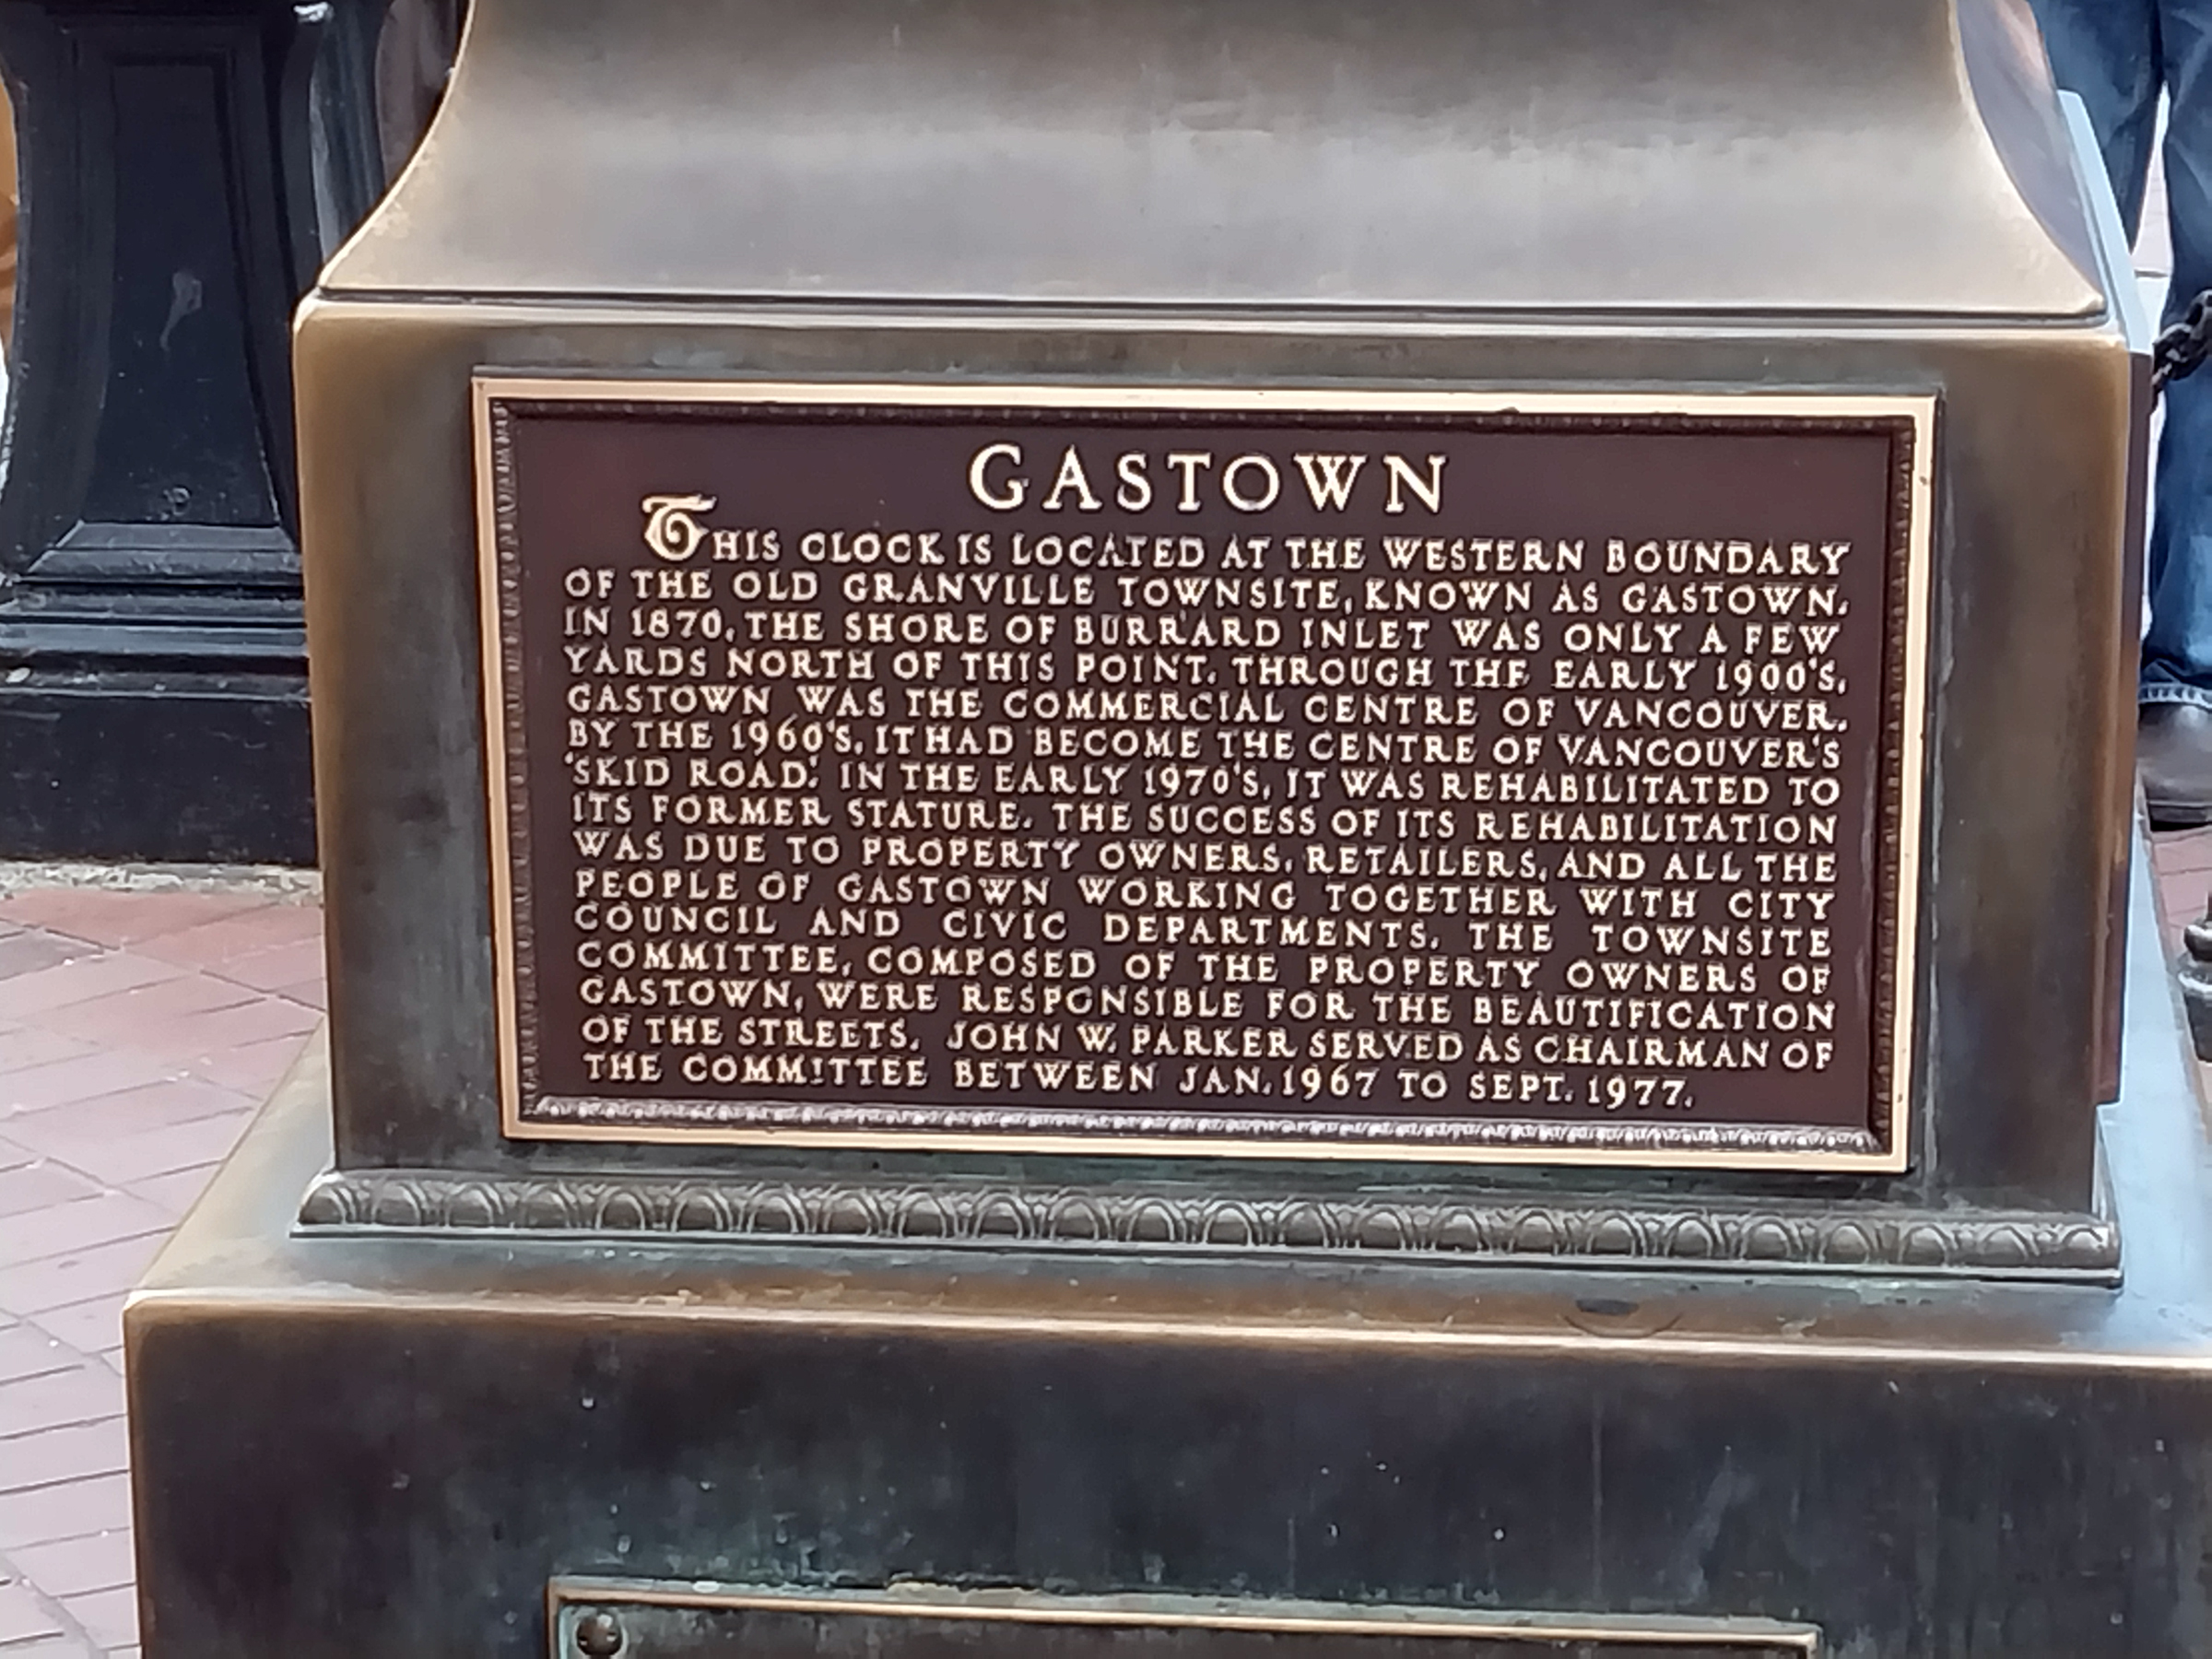 GASTOWN
THIS CLOCK IS LOCATED AT THE WESTERN BOUNDARY
OF THE OLD GRANVILLE TOWNSITE, KNOWN AS GASTOWN.
IN 1870, THE SHORE OF BURRARD INLET WAS ONLY A FEW
YARDS NORTH OF THIS POINT. THROUGH THE EARLY 1900'S,
GASTOWN WAS THE COMMERCIAL CENTRE OF VANCOUVER.
BY THE 1960'S, IT HAD BECOME THE CENTRE OF VANCOUVER'S
'SKID ROAD.' IN THE EARLY 1970'S, IT WAS REHABILITATED TO
ITS FORMER STATURE. THE SUCCESS OF ITS REHABILITATION
WAS DUE TO PROPERTY OWNERS, RETAILERS, AND ALL THE
PEOPLE OF GASTOWN WORKING TOGETHER WITH CITY
COUNCIL AND CIVIC DEPARTMENTS. THE TOWNSITE
COMMITTEE, COMPOSED OF THE PROPERTY OWNERS OF
GASTOWN, WERE RESPONSIBLE FOR THE BEAUTIFICATION
OF THE STREETS. JOHN W. PARKER SERVED AS CHAIRMAN OF
THE COMMITTEE BETWEEN JAN. 1967 TO SEPT. 1977.